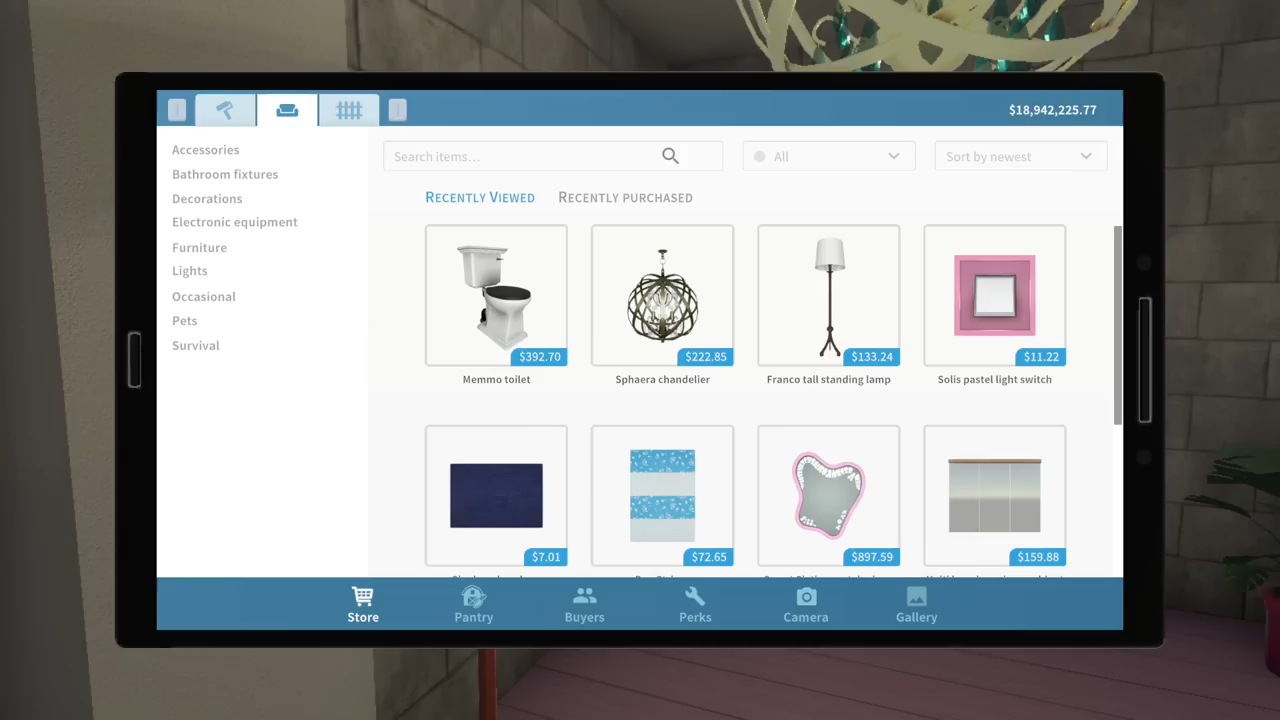 $18,942,225.77
Accessories
Bathroom fixtures
Decorations
Electronic equipment
Furniture
Lights
Occasional
Pets
Survival
Search items...
All
Sort by newest
RECENTLY VIEWED
RECENTLY PURCHASED
$392.70
$222.85
$133.24
$11.22
Memmo toilet
Sphaera chandelier
Franco tall standing lamp
Solis pastel light switch
$7.01
$72.65
$897.59
$159.88
Store
Pantry
Buyers
Perks
Camera
Gallery